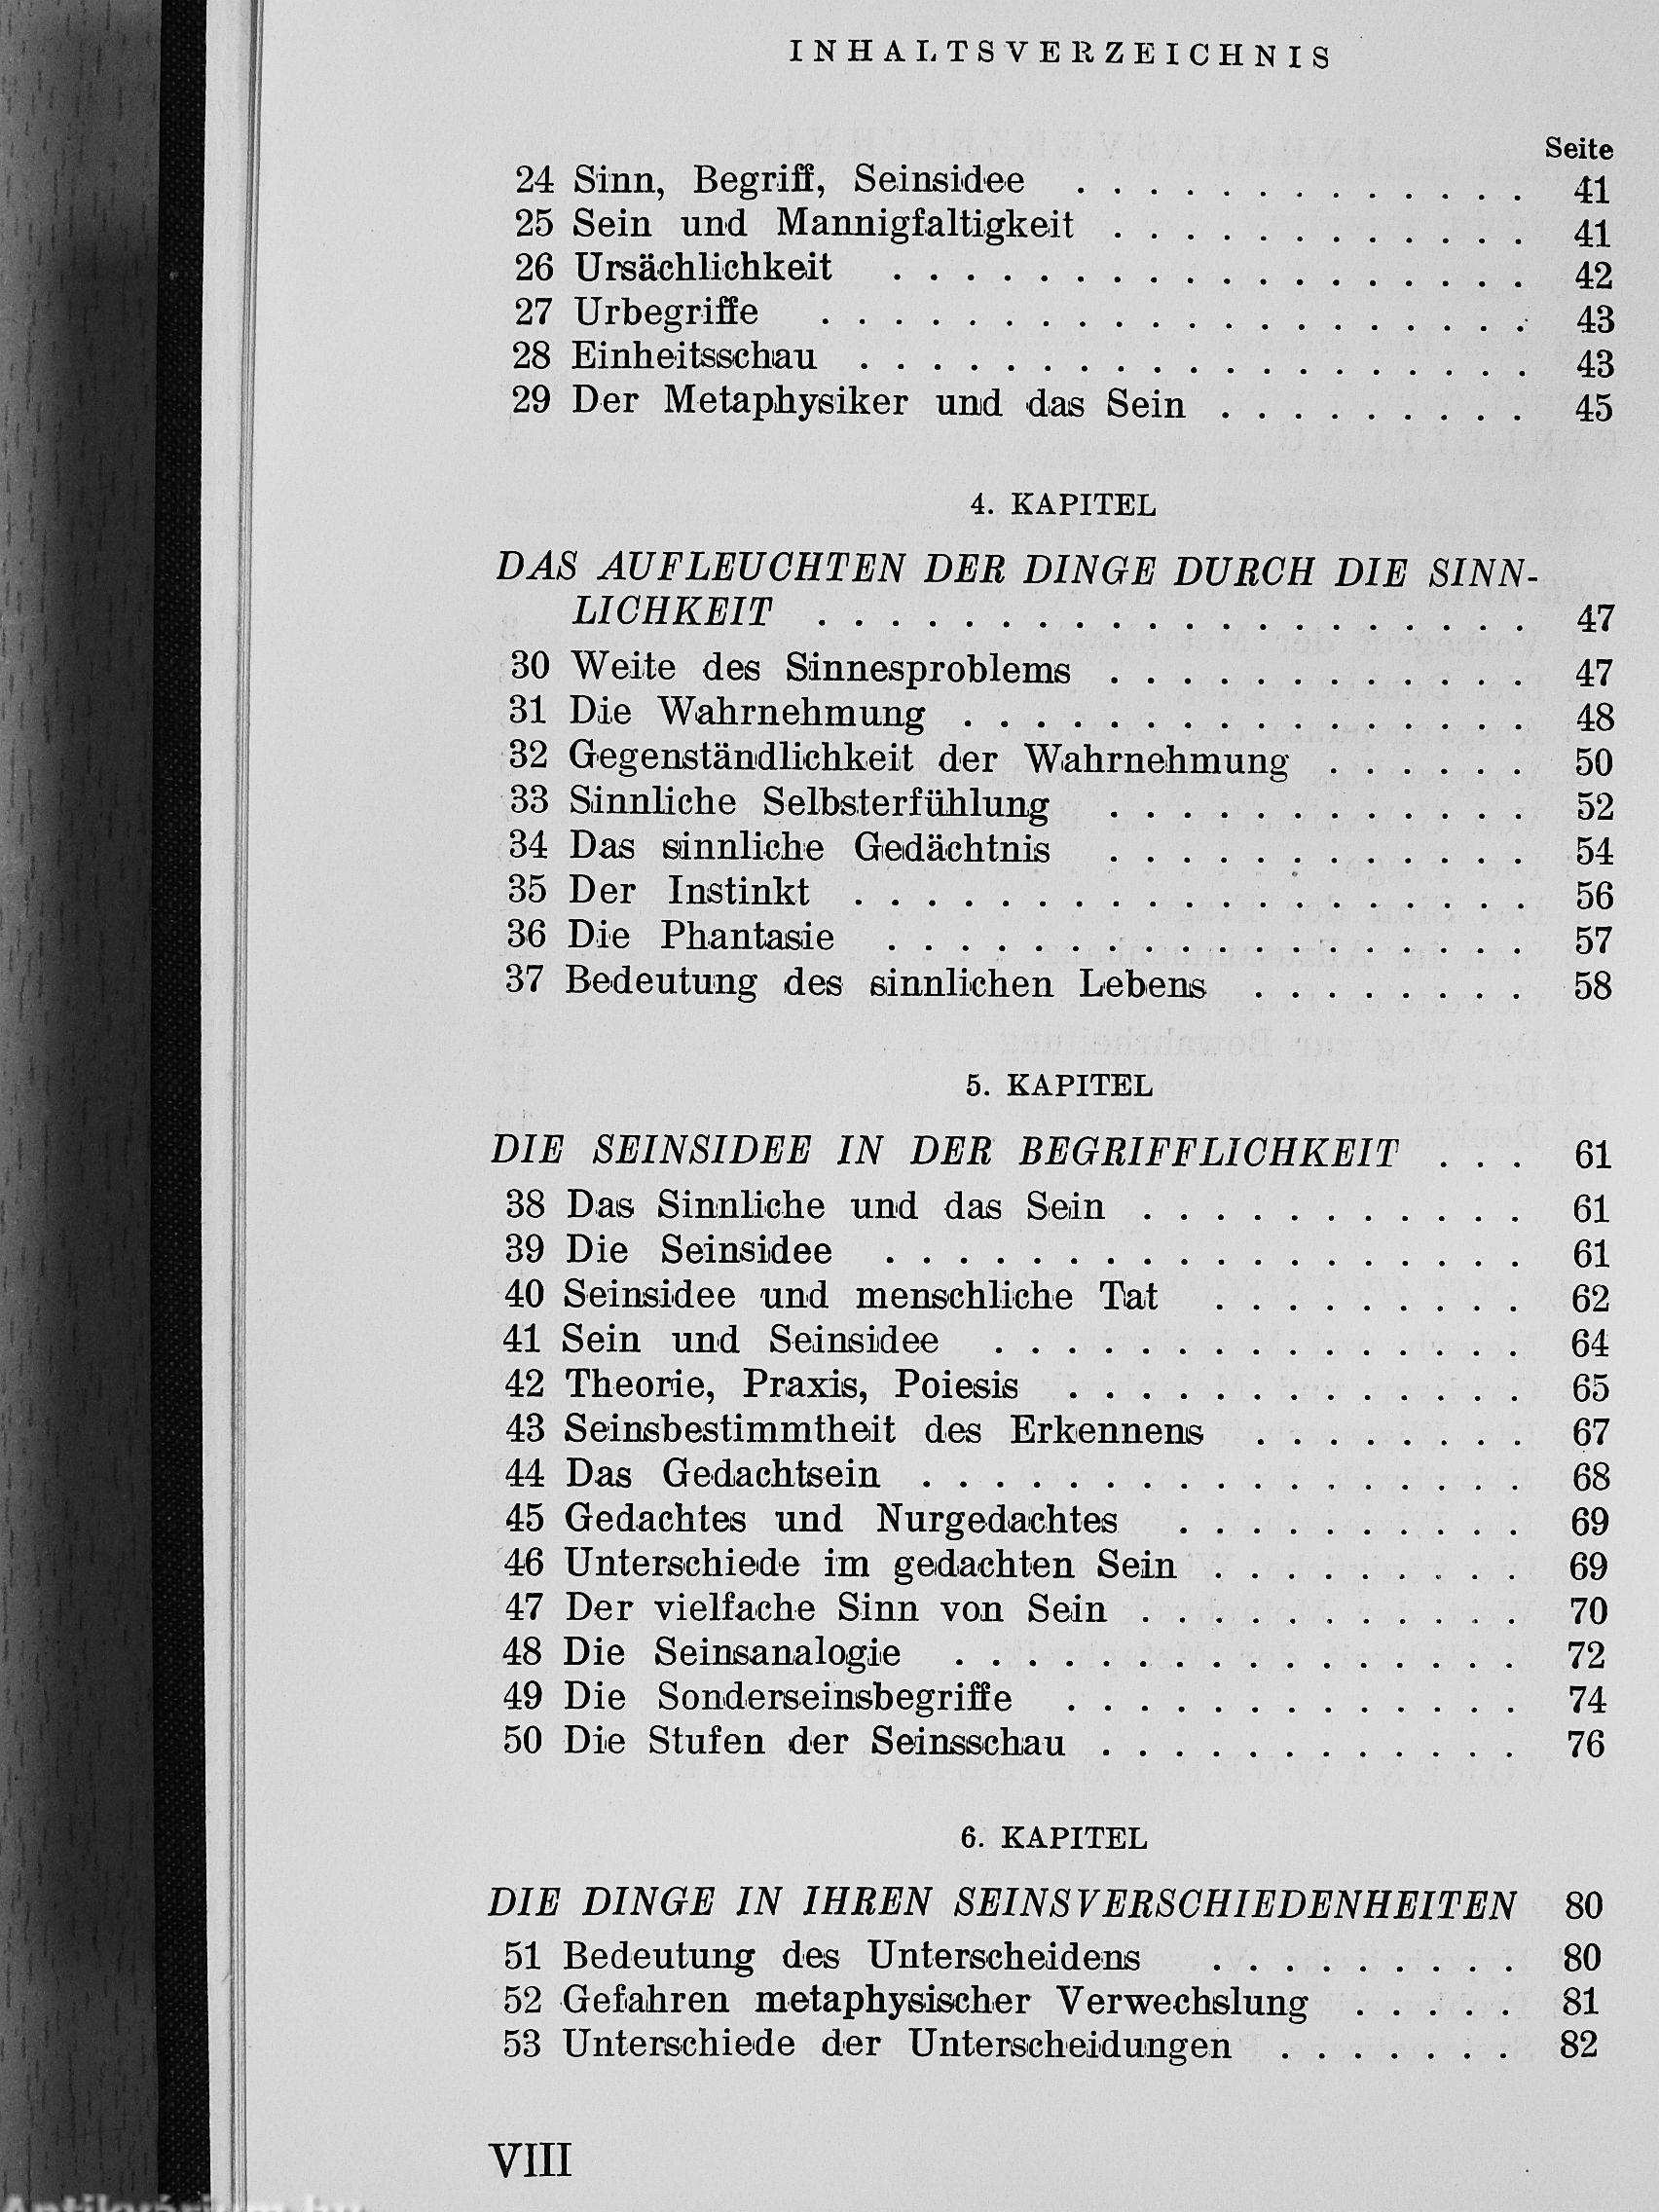 INHALTSVERZEICHNIS
Seite
24 Sinn, Begriff, Seinsidee . . . . . . . . . . . . . 41
25 Sein und Mannigfaltigkeit . . . . . . . . . . . . 41
26 Ursächlichkeit . . . . . . . . . . . . . . . . . . 42
27 Urbegriffe . . . . . . . . . . . . . . . . . . . . 43
28 Einheitsschau . . . . . . . . . . . . . . . . . . . 43
29 Der Metaphysiker und das Sein . . . . . . . . . 45
4. KAPITEL
DAS AUFLEUCHTEN DER DINGE DURCH DIE SINN-
LICHKEIT . . . . . . . . . . . . . . . . . . . . 47
30 Weite des Sinnesproblems . . . . . . . . . . . . 47
31 Die Wahrnehmung . . . . . . . . . . . . . . . . 48
32 Gegenständlichkeit der Wahrnehmung . . . . . . 50
33 Sinnliche Selbsterfühlung . . . . . . . . . . . . 52
34 Das sinnliche Gedächtnis . . . . . . . . . . . . 54
35 Der Instinkt . . . . . . . . . . . . . . . . . . . 56
36 Die Phantasie . . . . . . . . . . . . . . . . . . 57
37 Bedeutung des sinnlichen Lebens . . . . . . . . 58
5. KAPITEL
DIE SEINSIDEE IN DER BEGRIFFLICHKEIT . . . 61
38 Das Sinnliche und das Sein . . . . . . . . . . . 61
39 Die Seinsidee . . . . . . . . . . . . . . . . . . 61
40 Seinsidee und menschliche Tat . . . . . . . . . 62
41 Sein und Seinsidee . . . . . . . . . . . . . . . 64
42 Theorie, Praxis, Poiesis . . . . . . . . . . . . . 65
43 Seinsbestimmtheit des Erkennens . . . . . . . . 67
44 Das Gedachtsein . . . . . . . . . . . . . . . . . 68
45 Gedachtes und Nurgedachtes . . . . . . . . . . 69
46 Unterschiede im gedachten Sein . . . . . . . . . 69
47 Der vielfache Sinn von Sein . . . . . . . . . . . 70
48 Die Seinsanalogie . . . . . . . . . . . . . . . . 72
49 Die Sonderseinsbegriffe . . . . . . . . . . . . . 74
50 Die Stufen der Seinsschau . . . . . . . . . . . . 76
6. KAPITEL
DIE DINGE IN IHREN SEINSVERSCHIEDENHEITEN 80
51 Bedeutung des Unterscheidens . . . . . . . . . 80
52 Gefahren metaphysischer Verwechslung . . . . . 81
53 Unterschiede der Unterscheidungen . . . . . . . 82
VIII